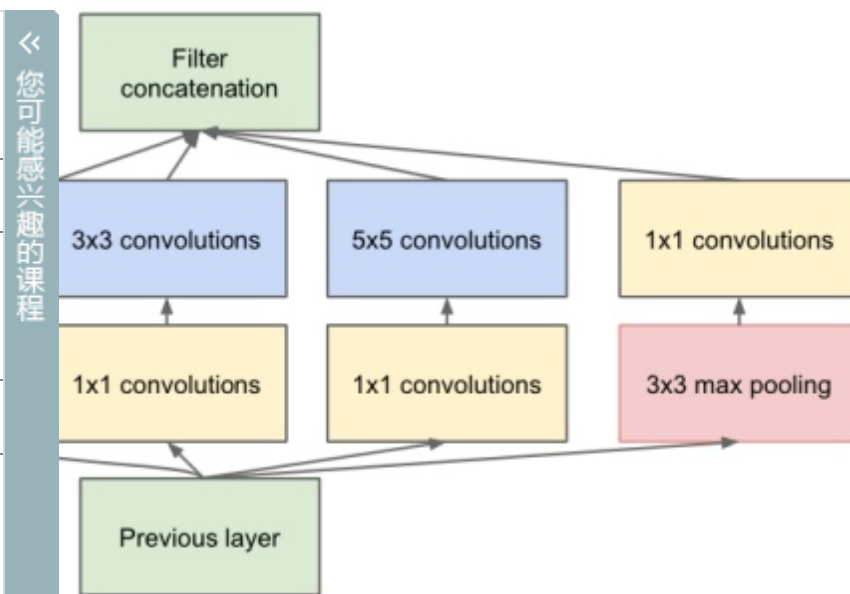 «
您可能感兴趣的课程
Filter
concatenation
3x3 convolutions
5x5 convolutions
1x1 convolutions
1x1 convolutions
1x1 convolutions
3x3 max pooling
Previous layer